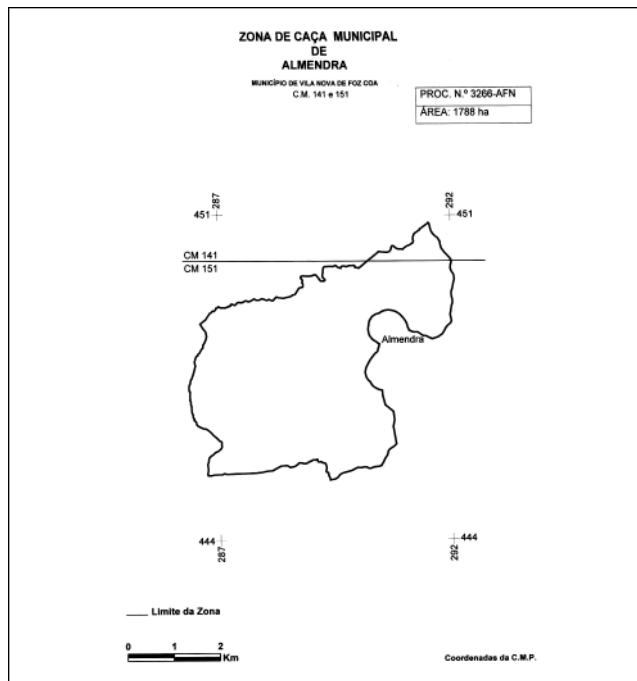 ZONA DE CAÇA MUNICIPAL
DE
ALMENDRA
MUNICÍPIO DE VILA NOVA DE FOZ COA
C.M. 141 e 151
PROC. N.º 3266-AFN
ÁREA: 1788 ha
287
292
451
451
CM 141
CM 151
Almendra
444
444
287
292
Limite da Zona
0 1 2
Km
Coordenadas da C.M.P.